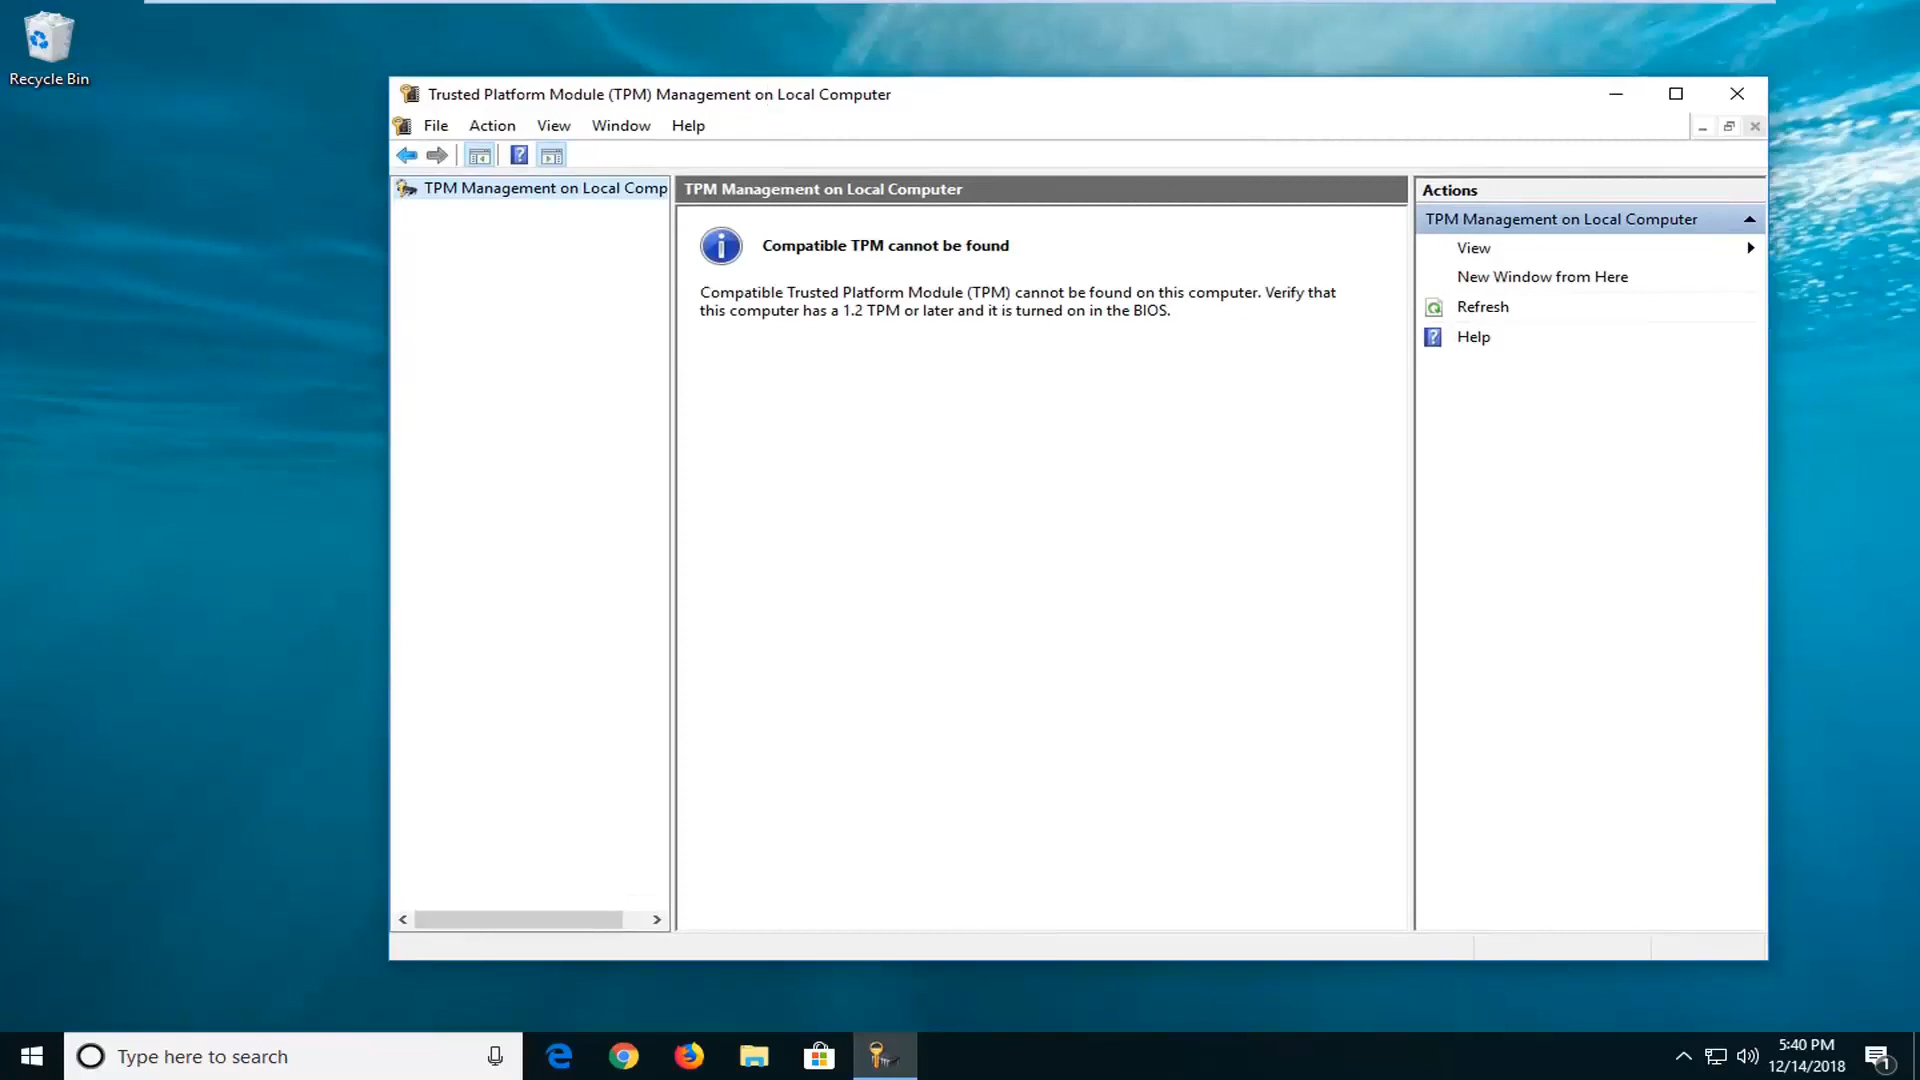 Recycle Bin
Trusted Platform Module (TPM) Management on Local Computer
File Action View Window Help
TPM Management on Local Comp
TPM Management on Local Computer
Compatible TPM cannot be found
Compatible Trusted Platform Module (TPM) cannot be found on this computer. Verify that
this computer has a 1.2 TPM or later and it is turned on in the BIOS.
Actions
TPM Management on Local Computer
View
New Window from Here
Refresh
Help
Type here to search
5:40 PM
12/14/2018
1